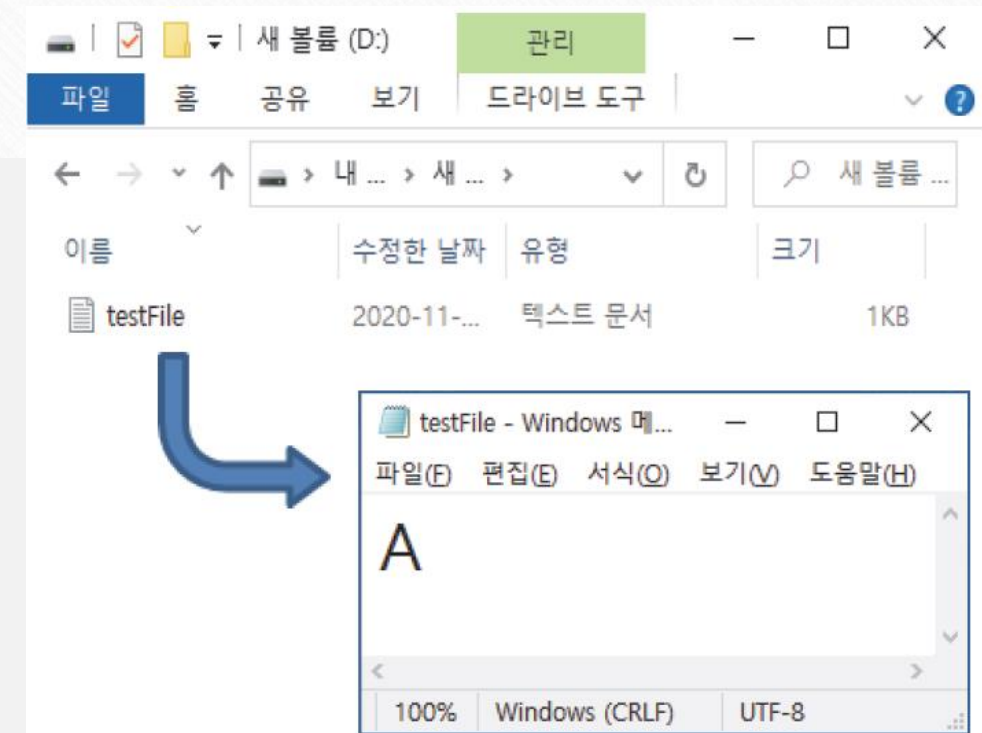 새 볼륨 (D:) 관리
파일 홈 공유 보기 드라이브 도구
내 ... 새 ... 새 볼륨 ...
이름 수정한 날짜 유형 크기
testFile 2020-11-... 텍스트 문서 1KB
testFile - Windows 메...
파일(F) 편집(E) 서식(O) 보기(V) 도움말(H)
A
100% Windows (CRLF) UTF-8